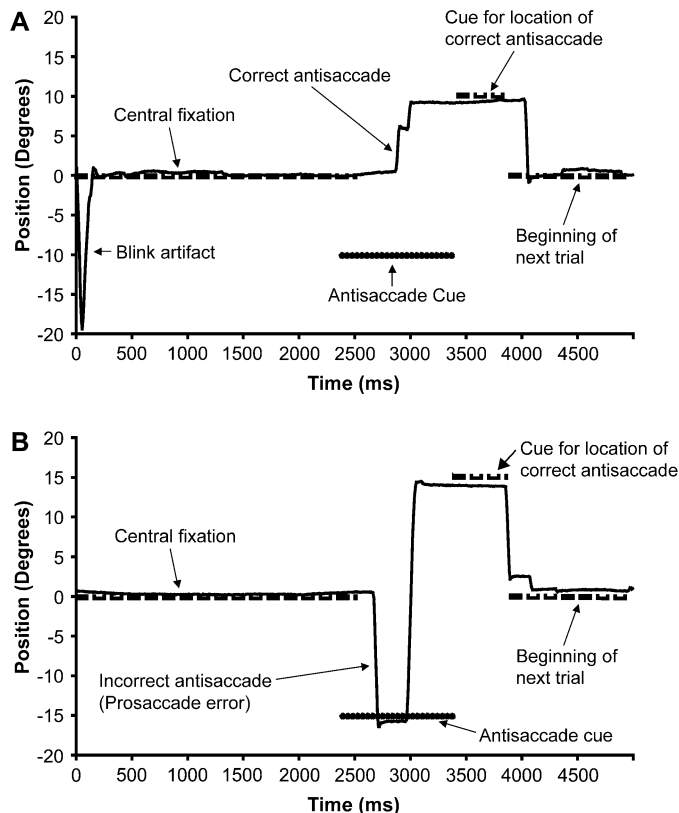 A
20
15
10
5
0
-5
-10
-15
-20
Position (Degrees)
Cue for location of
correct antisaccade
Correct antisaccade
Central fixation
Blink artifact
Antisaccade Cue
Beginning of
next trial
0 500 1000 1500 2000 2500 3000 3500 4000 4500
Time (ms)
B
20
15
10
5
0
-5
-10
-15
-20
Position (Degrees)
Cue for location of
correct antisaccade
Central fixation
Incorrect antisaccade
(Prosaccade error)
Beginning of
next trial
Antisaccade cue
0 500 1000 1500 2000 2500 3000 3500 4000 4500
Time (ms)